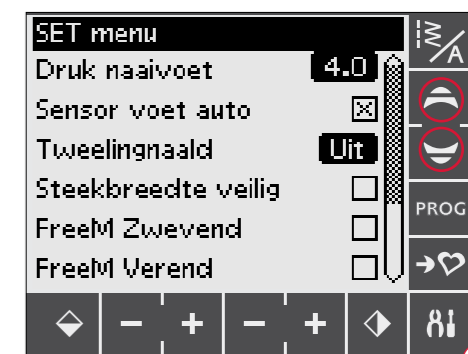 SET menu
Druk naaivoet 4.0
Sensor voet auto
Tweelingnaald Uit
Steekbreedte veilig
FreeM Zwevend
FreeM Verend
A
PROG
- + - +